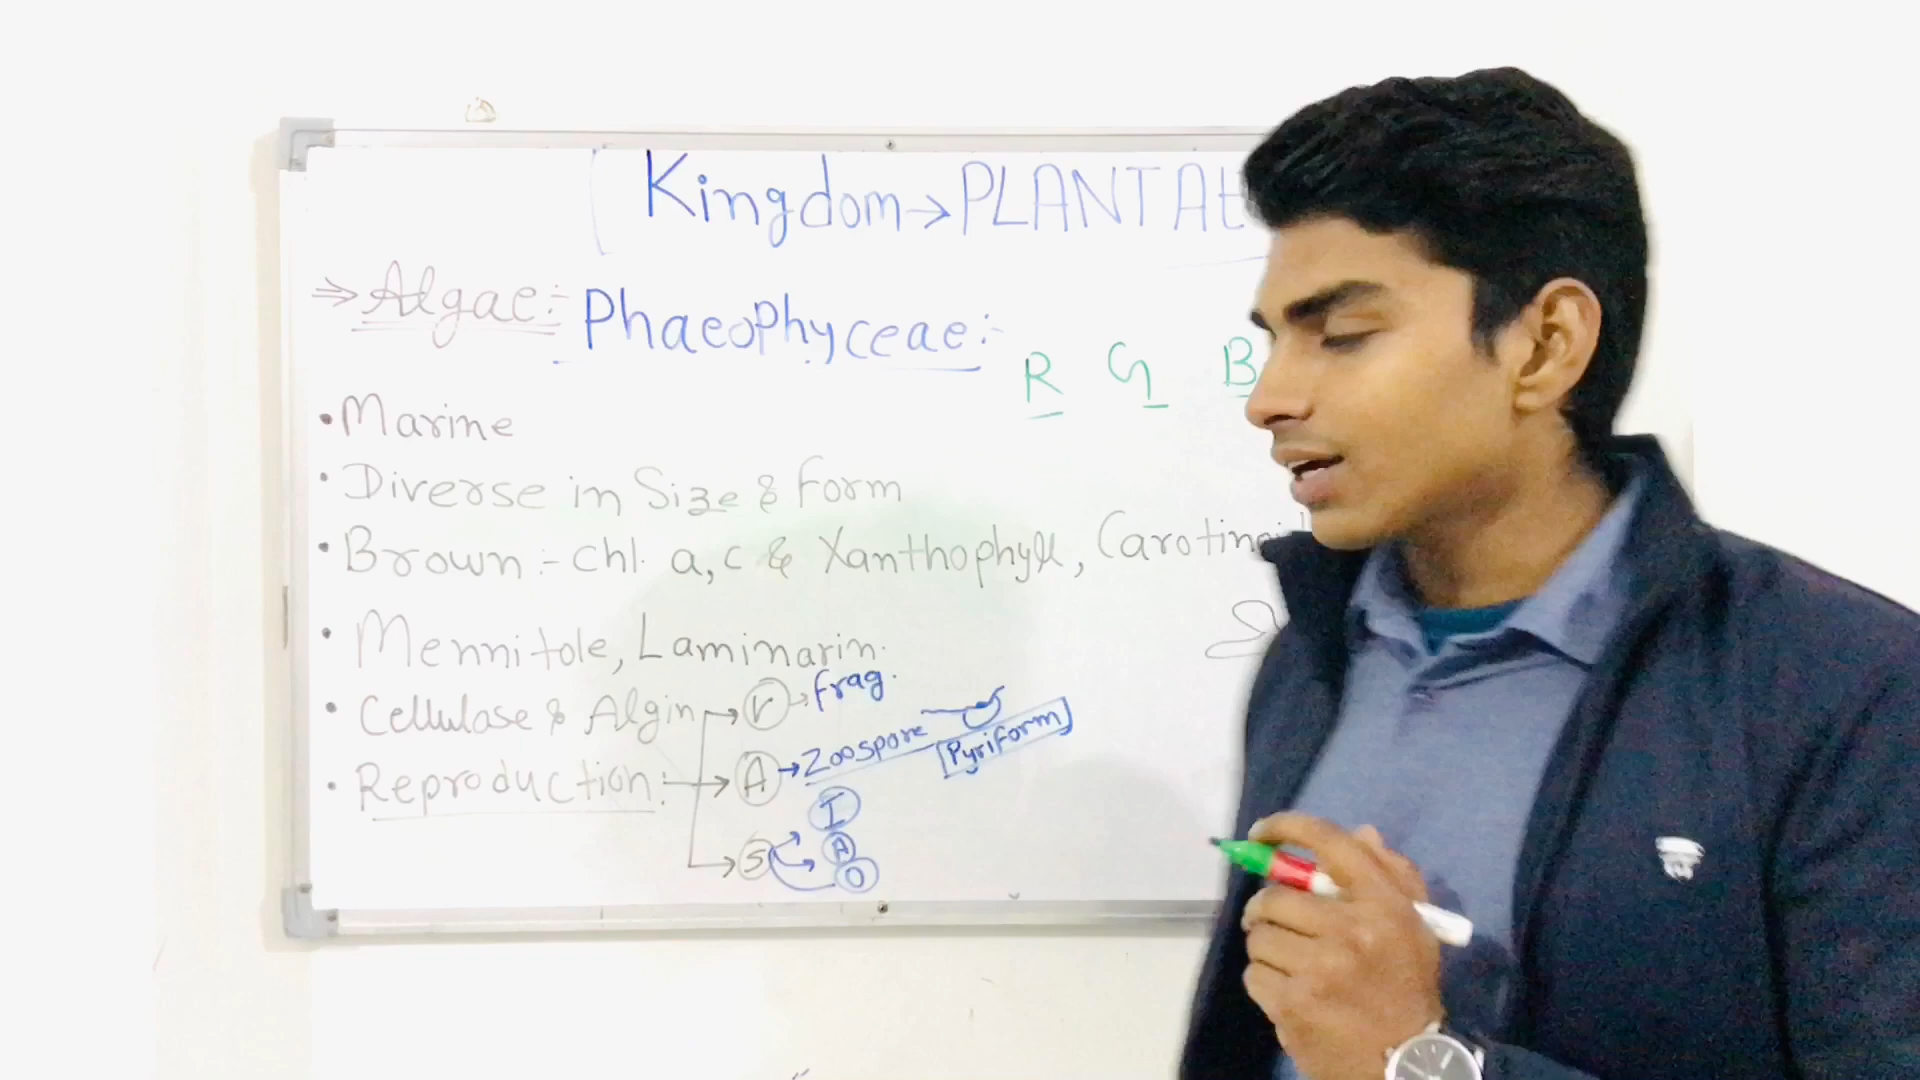 Kingdom→PLANTAE
⇒Algae:- Phaeophyceae:-
R G B
•Marine
•Diverse in Size & Form
•Brown:- chl. a,c & Xanthophyll, Carotinoi
•Mennitole, Laminarin.
•Cellulase & Algin
V→frag.
•Reproduction:→A→Zoospore
[Pyriform]
I
S A
O